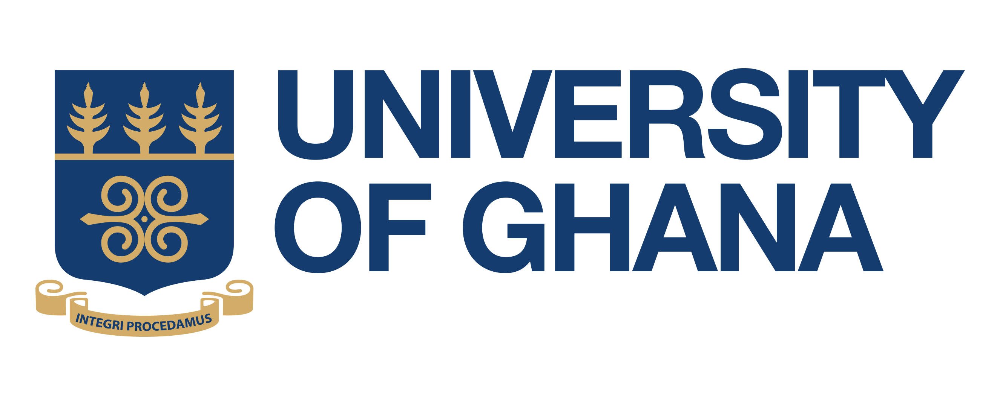 UNIVERSITY
OF GHANA
INTEGRI PROCEDAMUS